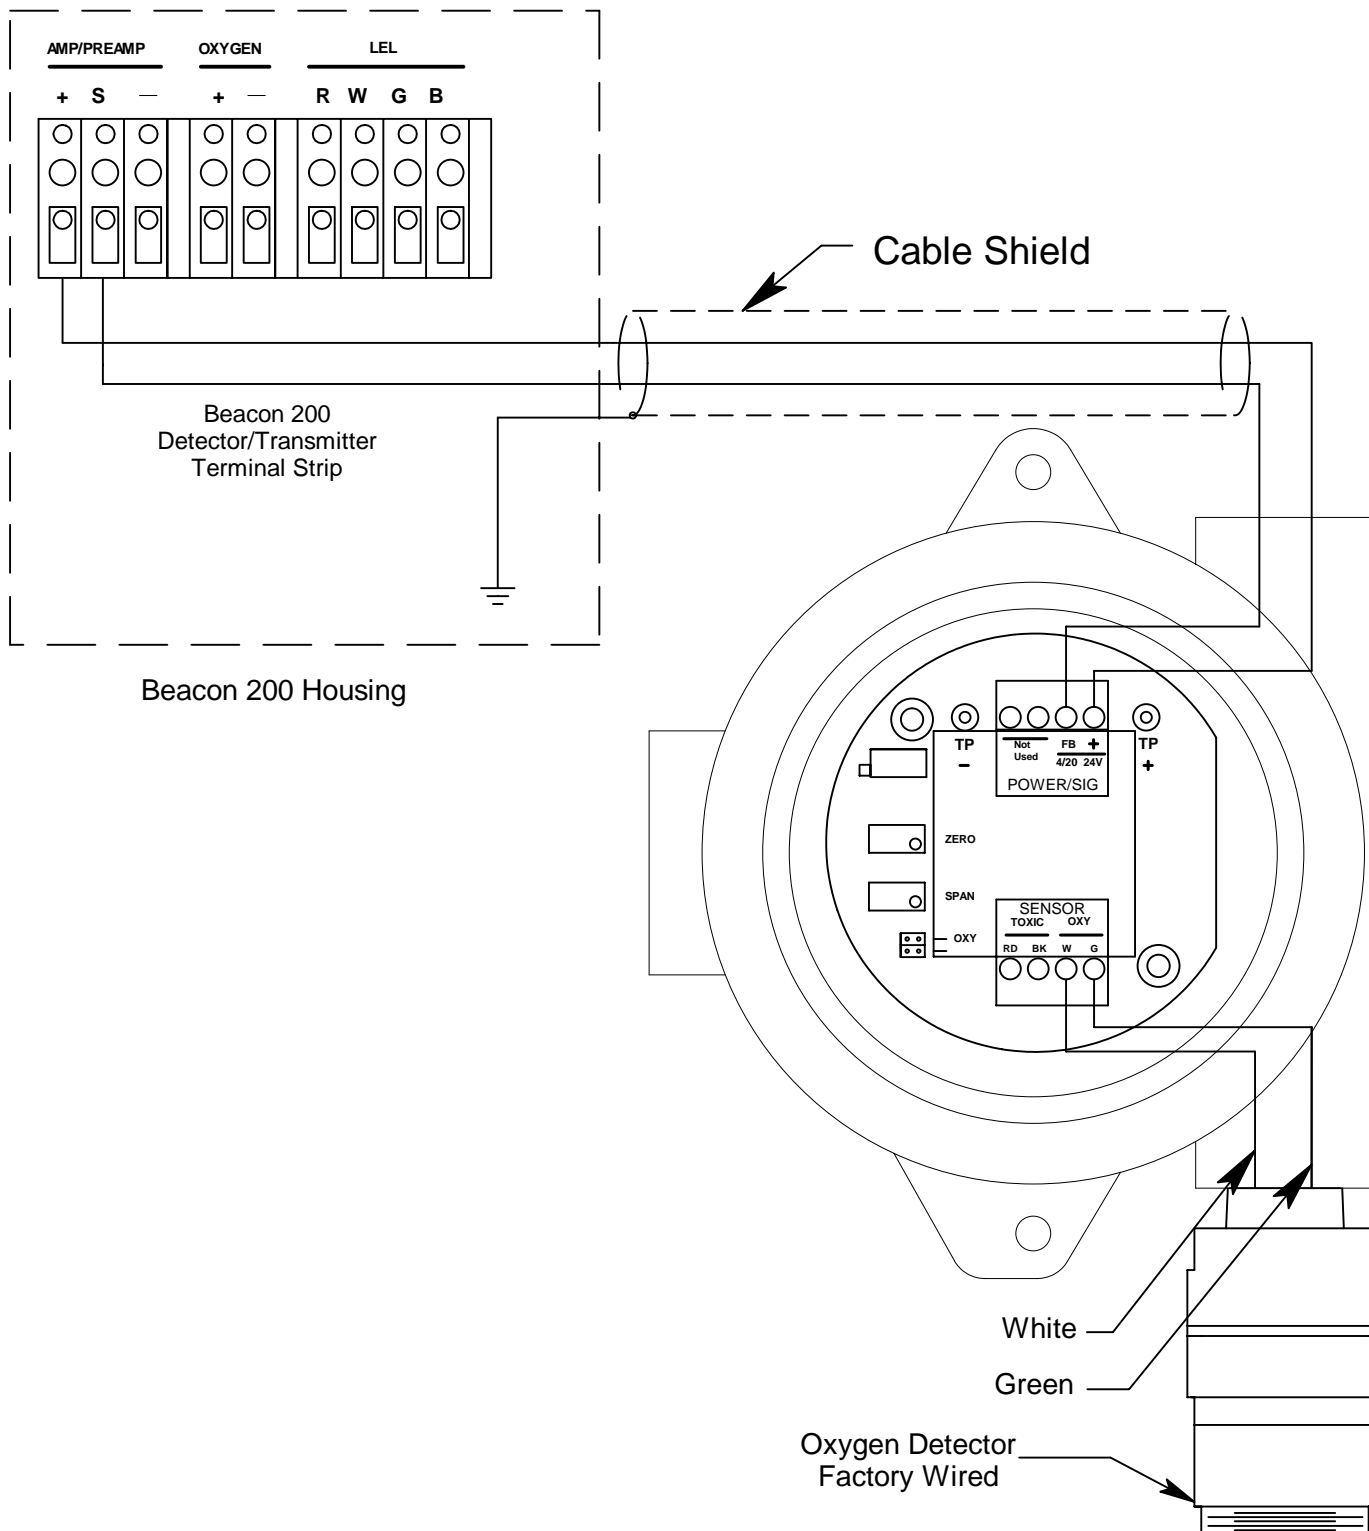 AMP/PREAMP OXYGEN LEL
+ S — + — R W G B
Cable Shield
Beacon 200
Detector/Transmitter
Terminal Strip
Beacon 200 Housing
TP
-
Not
Used
FB +
4/20 24V
POWER/SIG
TP
+
ZERO
SPAN
OXY
SENSOR
TOXIC OXY
RD BK W G
White
Green
Oxygen Detector
Factory Wired